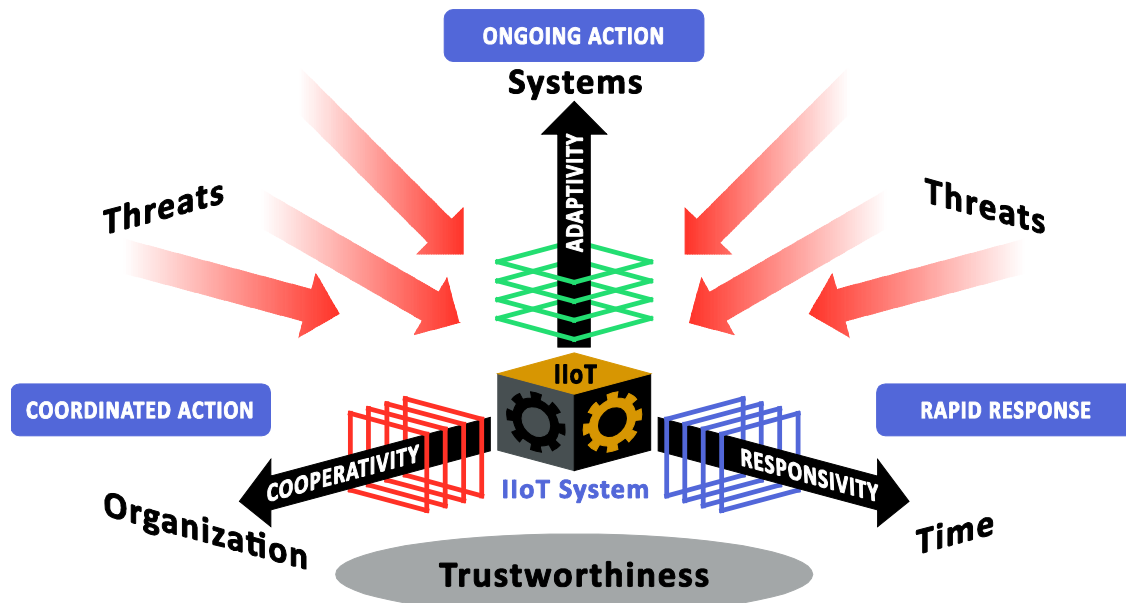 ONGOING ACTION
Systems
ADAPTIVITY
Threats
Threats
IIoT
COORDINATED ACTION
RAPID RESPONSE
COOPERATIVITY
RESPONSIVITY
IIoT System
Organization
Time
Trustworthiness